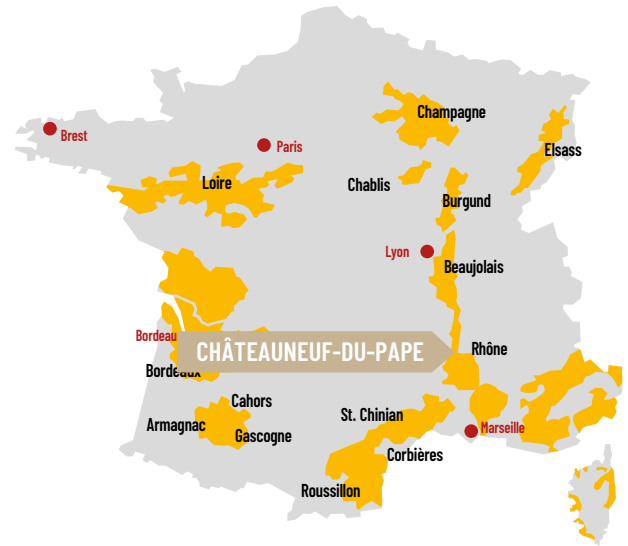 Champagne
Brest
Paris
Elsass
Loire
Chablis
Burgund
Lyon
Beaujolais
Bordeau
CHÂTEAUNEUF-DU-PAPE
Rhône
Bordeaux
Cahors
St. Chinian
Armagnac
Marseille
Gascogne
Corbières
Roussillon